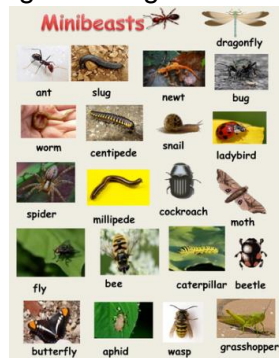 Minibeasts
dragonfly
ant slug newt bug
worm centipede snail ladybird
spider millipede cockroach moth
fly bee caterpillar beetle
butterfly aphid wasp grasshopper